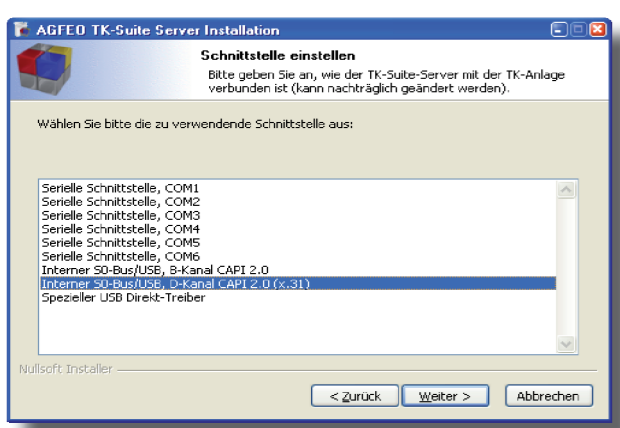 AGFEO TK-Suite Server Installation
Schnittstelle einstellen
Bitte geben Sie an, wie der TK-Suite-Server mit der TK-Anlage
verbunden ist (kann nachträglich geändert werden).
Wählen Sie bitte die zu verwendende Schnittstelle aus:
Serielle Schnittstelle, COM1
Serielle Schnittstelle, COM2
Serielle Schnittstelle, COM3
Serielle Schnittstelle, COM4
Serielle Schnittstelle, COM5
Serielle Schnittstelle, COM6
Interner S0-Bus/USB, B-Kanal CAPI 2.0
Interner S0-Bus/USB, D-Kanal CAPI 2.0 (x.31)
Spezieller USB Direkt-Treiber
Nullsoft Installer
< Zurück Weiter > Abbrechen